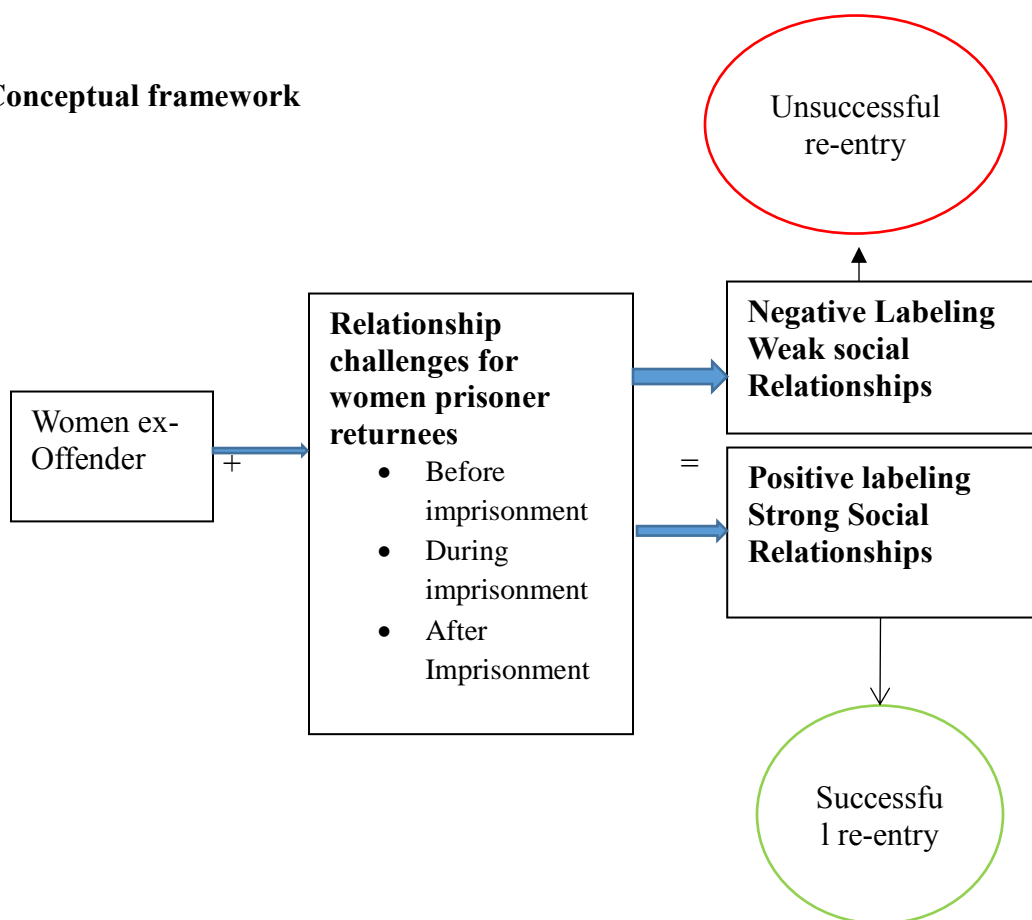 Conceptual framework
Unsuccessful
re-entry
Women ex-
Offender
+
Relationship
challenges for
women prisoner
returnees
• Before
imprisonment
• During
imprisonment
• After
Imprisonment
=
Negative Labeling
Weak social
Relationships
Positive labeling
Strong Social
Relationships
Successfu
l re-entry